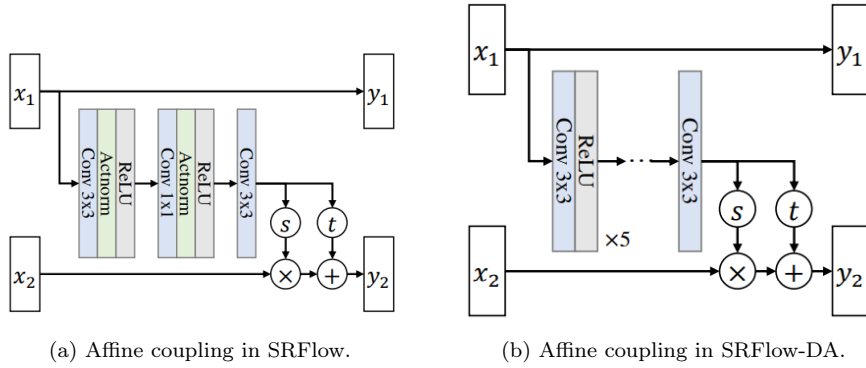 x₁
y₁
Conv 3x3
Actnorm
ReLU
Conv 1x1
Actnorm
ReLU
Conv 3x3
s
t
x₂
×
+
y₂
(a) Affine coupling in SRFlow.
x₁
y₁
Conv 3x3
ReLU
×5
...
Conv 3x3
s
t
x₂
×
+
y₂
(b) Affine coupling in SRFlow-DA.